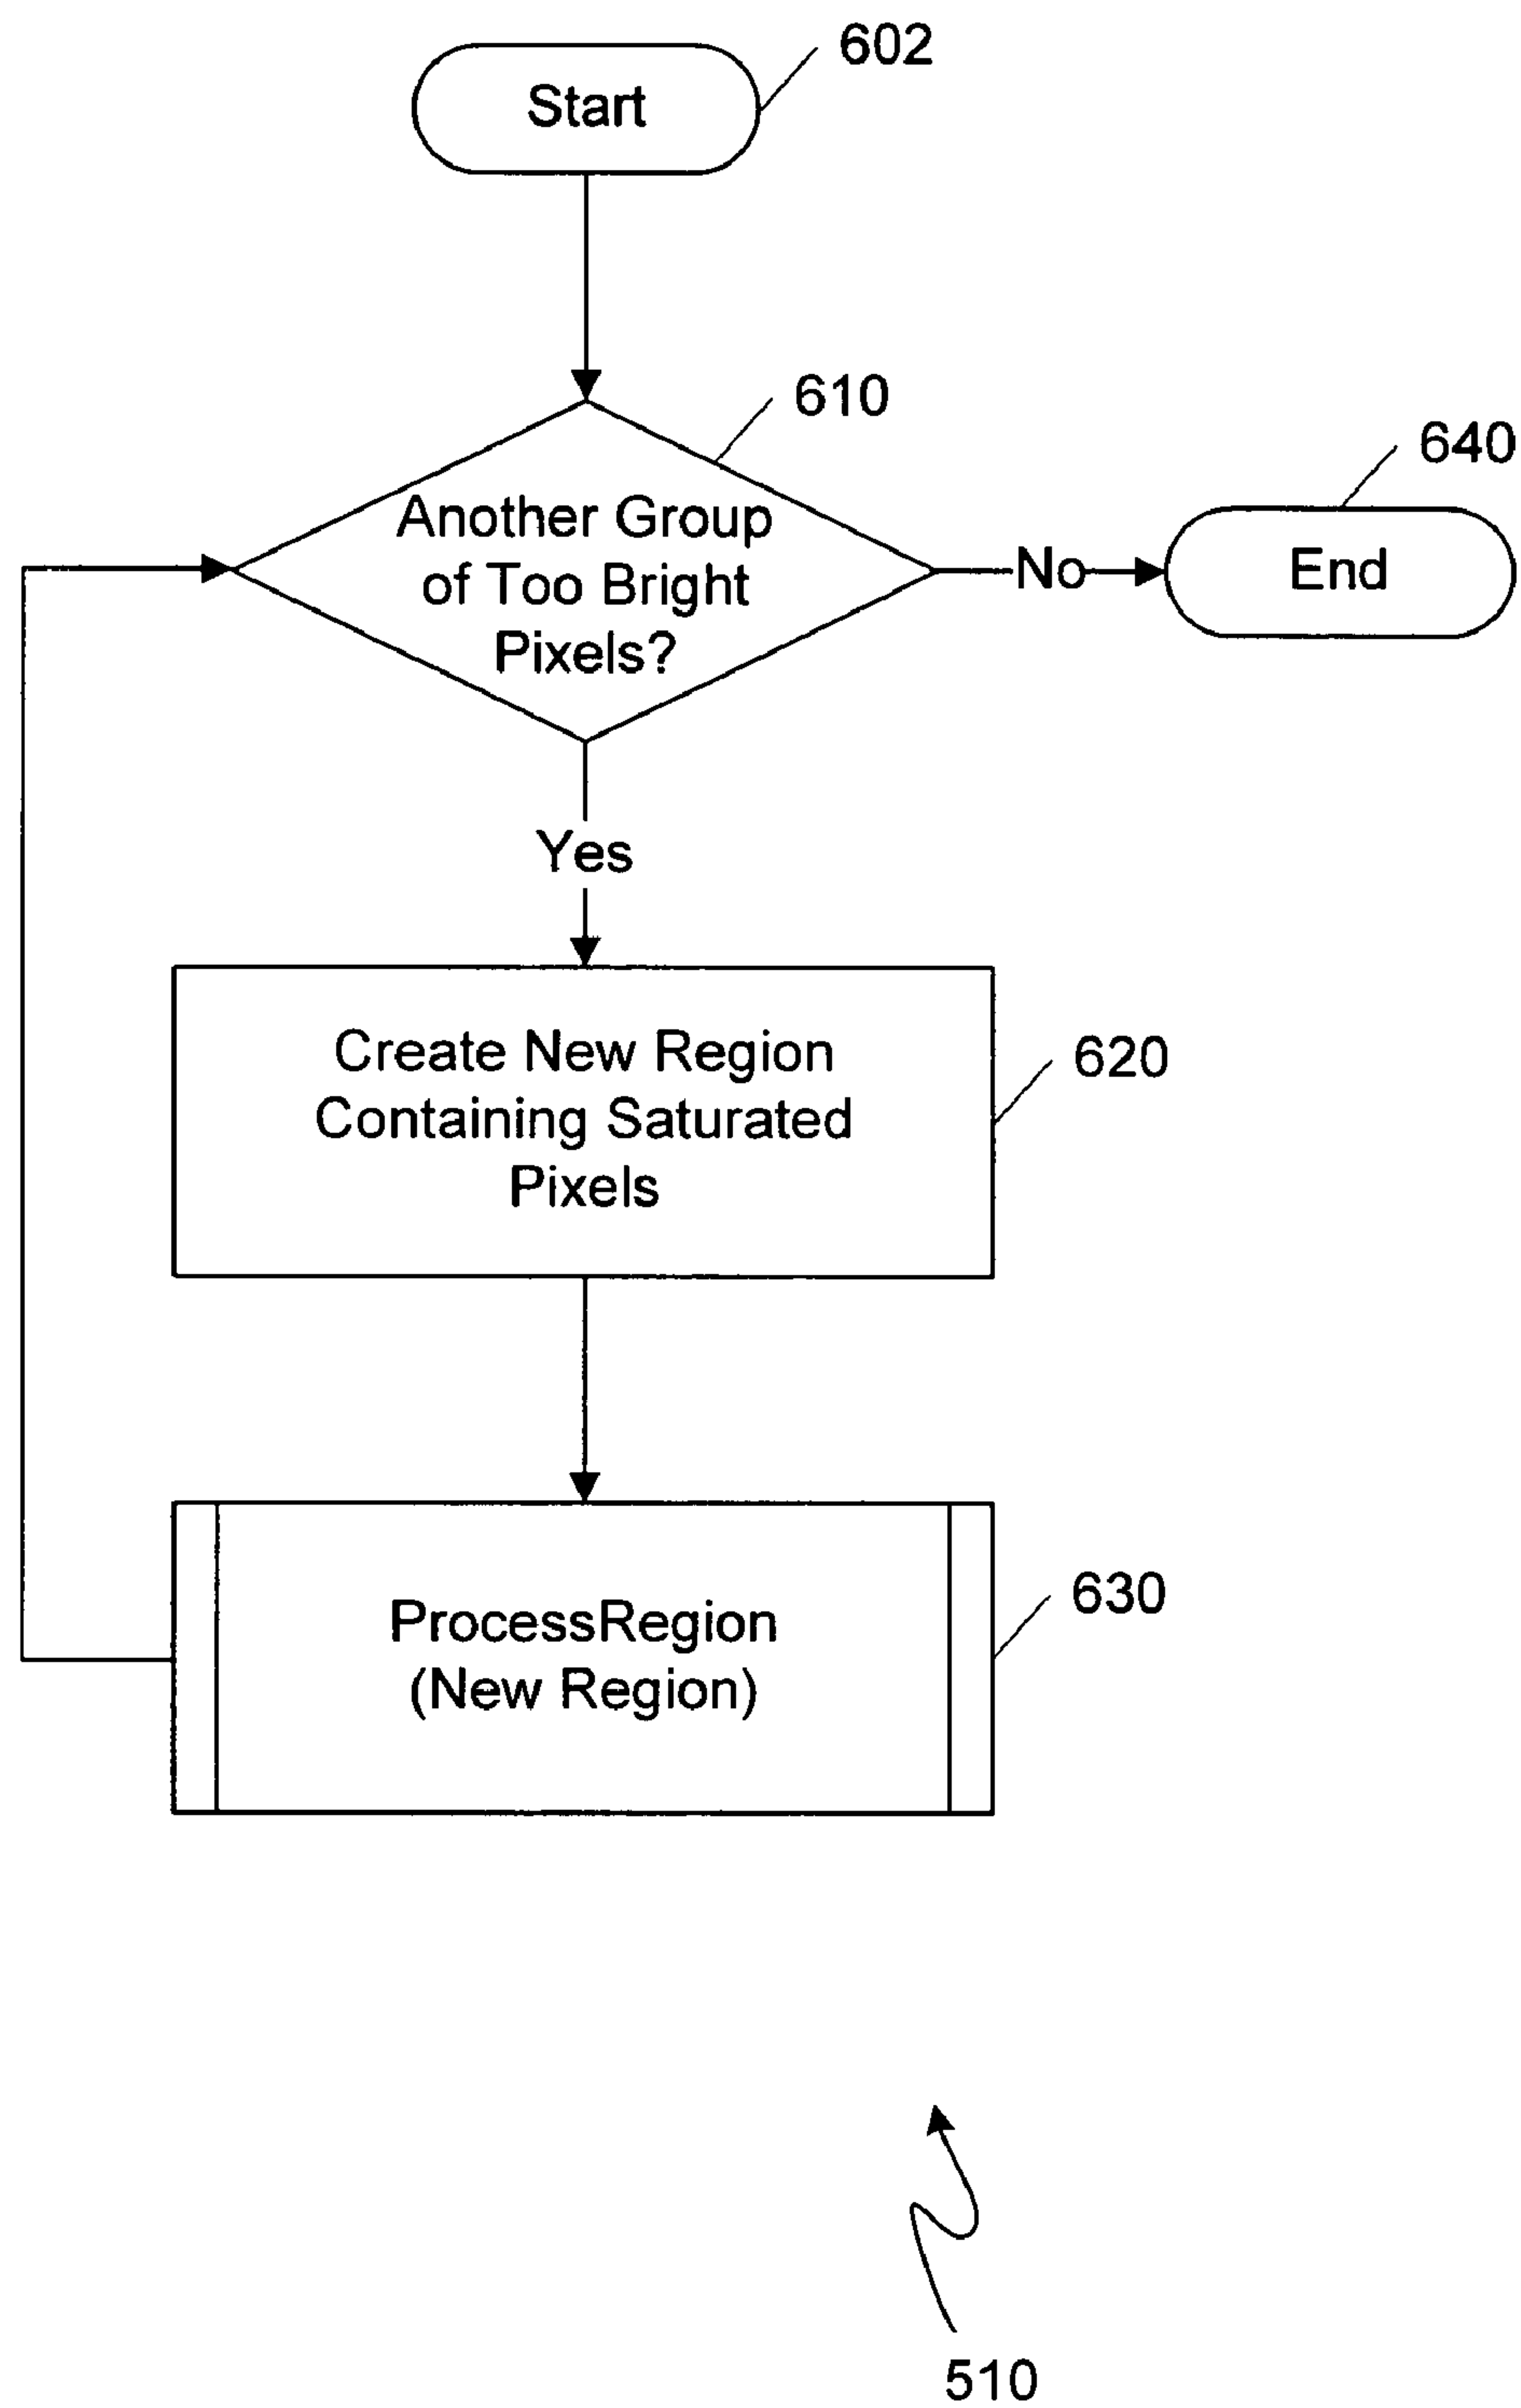 602
Start
610
640
Another Group
of Too Bright
Pixels?
No
End
Yes
Create New Region
Containing Saturated
Pixels
620
ProcessRegion
(New Region)
630
510